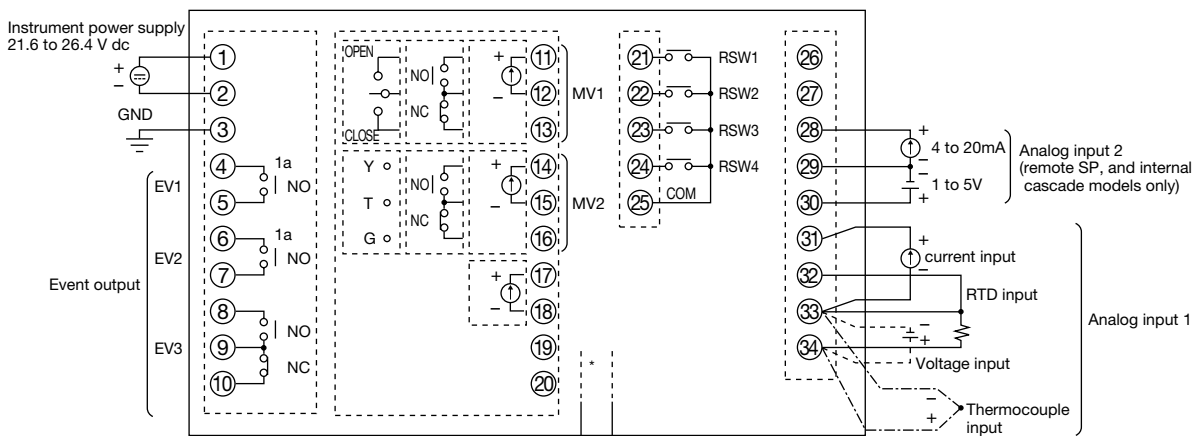 Instrument power supply
21.6 to 26.4 V dc
+
−
GND
Event output
EV1
EV2
EV3
1
2
3
4
5
6
7
8
9
10
1a
NO
1a
NO
NO
NC
OPEN
CLOSE
NO
NC
+
−
11
12
13
MV1
Y
T
G
NO
NC
+
−
14
15
16
MV2
+
−
17
18
19
20
*
21
22
23
24
25
RSW1
RSW2
RSW3
RSW4
COM
26
27
28
29
30
31
32
33
34
+
4 to 20mA
−
−
1 to 5V
+
Analog input 2
(remote SP, and internal
cascade models only)
+
current input
−
RTD input
−
+
Voltage input
−
+
Thermocouple
input
Analog input 1